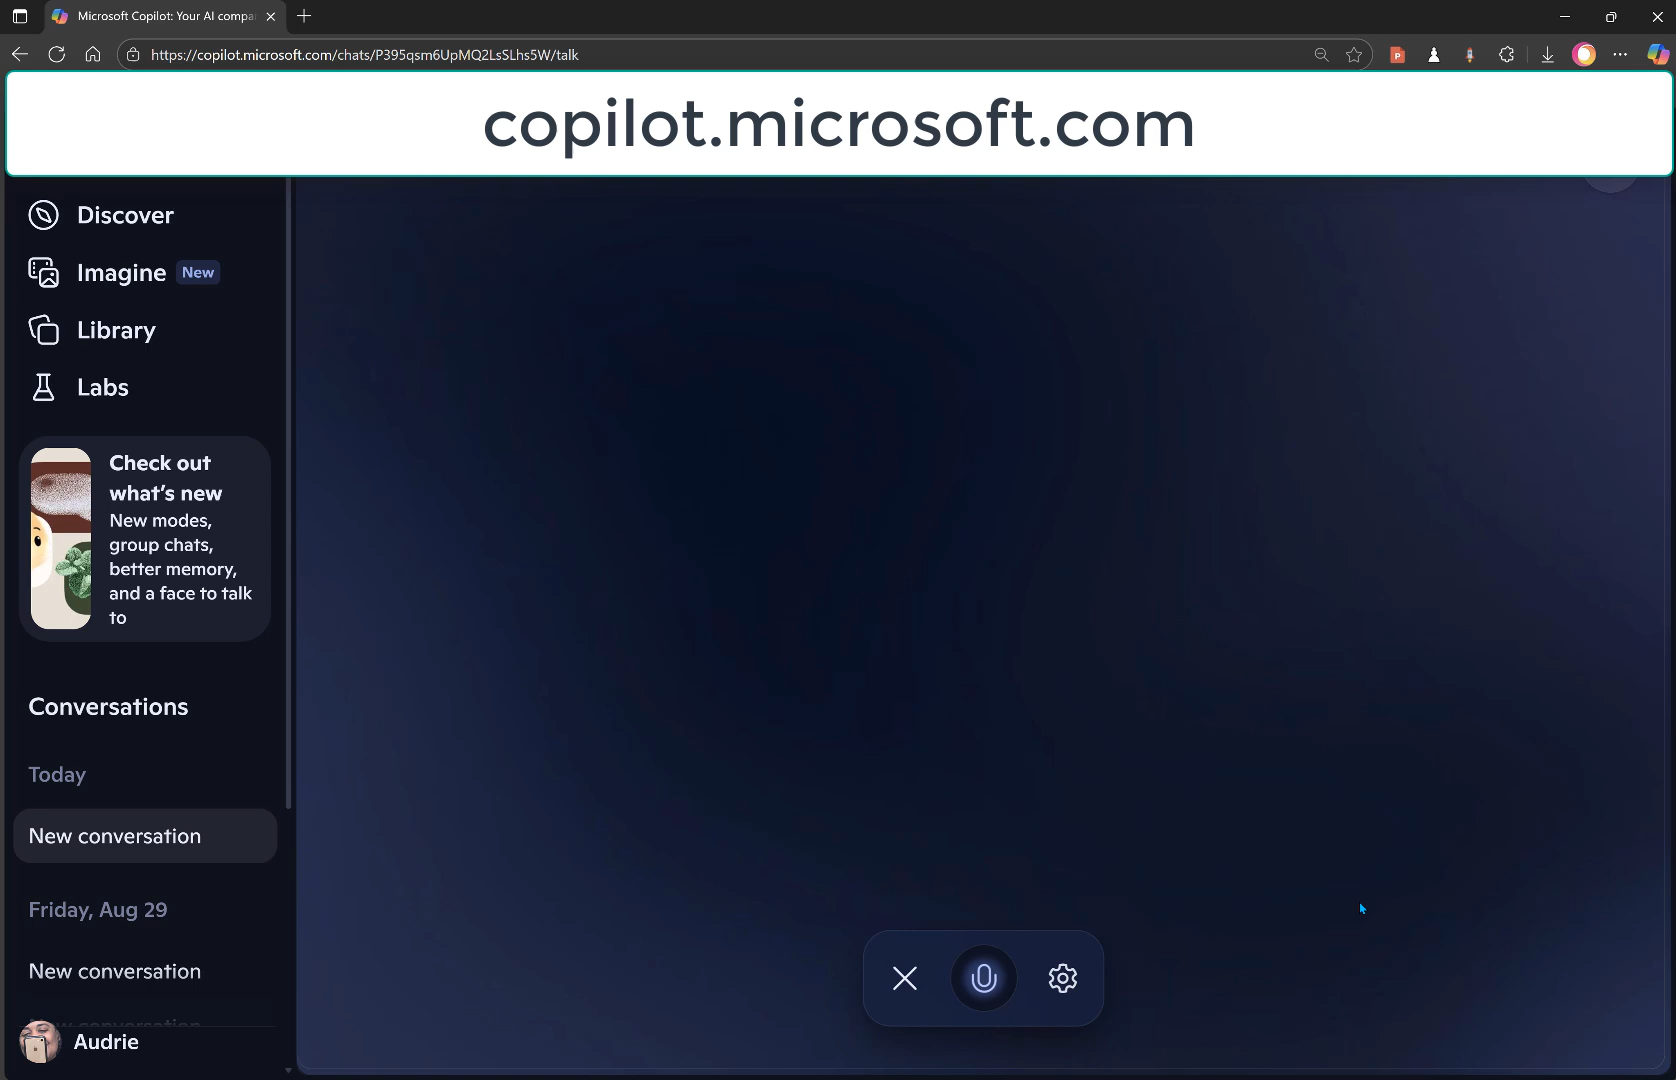 Microsoft Copilot: Your AI compa
https://copilot.microsoft.com/chats/P395qsm6UpMQ2LsSLhs5W/talk
copilot.microsoft.com
Discover
Imagine New
Library
Labs
Check out
what's new
New modes,
group chats,
better memory,
and a face to talk
to
Conversations
Today
New conversation
Friday, Aug 29
New conversation
Audrie